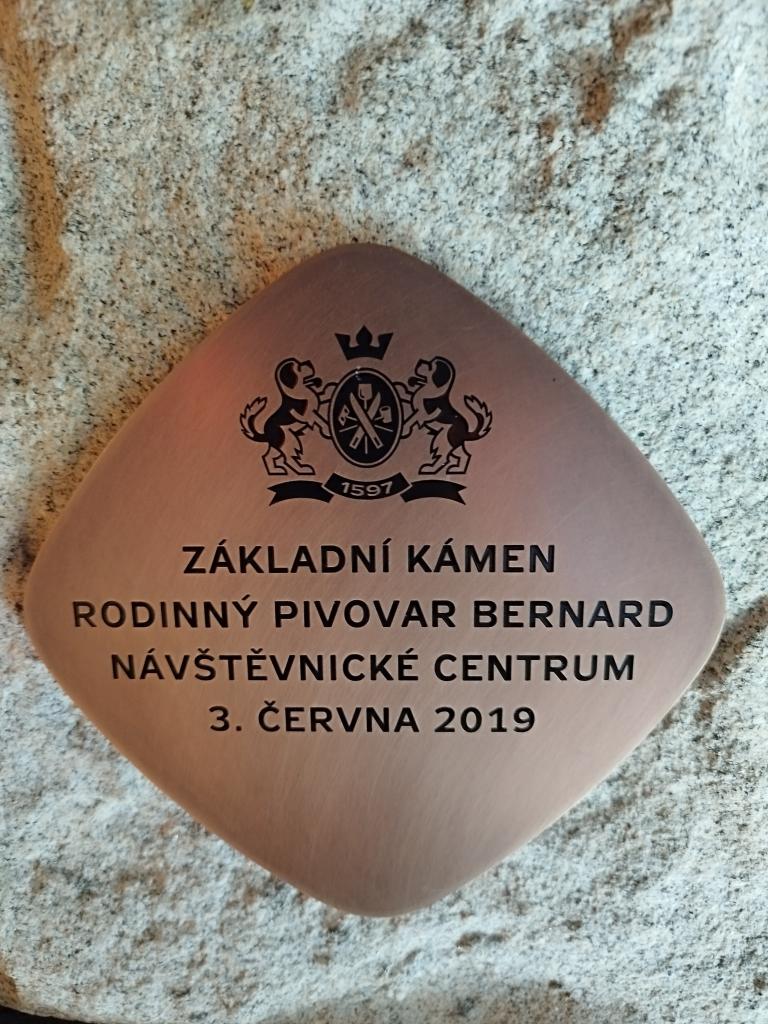 1597
ZÁKLADNÍ KÁMEN
RODINNÝ PIVOVAR BERNARD
NÁVŠTĚVNICKÉ CENTRUM
3. ČERVNA 2019